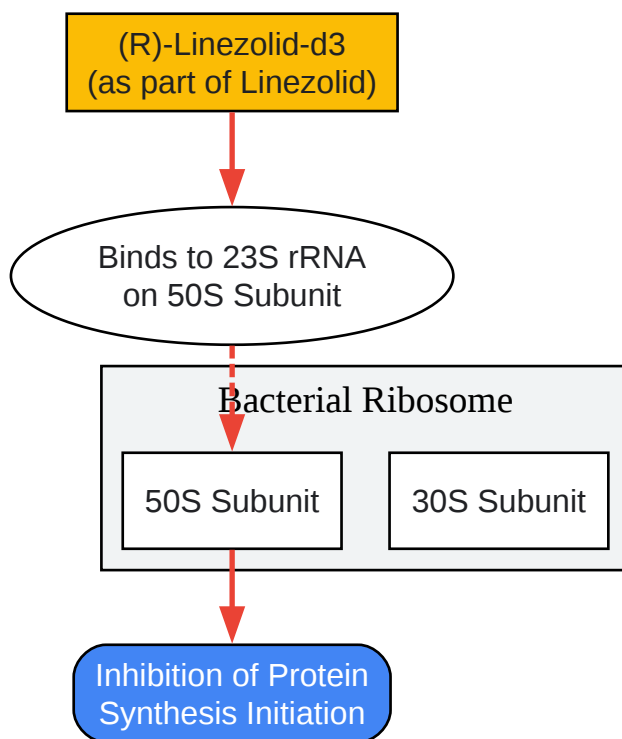 (R)-Linezolid-d3
(as part of Linezolid)
Binds to 23S rRNA
on 50S Subunit
Bacterial Ribosome
50S Subunit
30S Subunit
Inhibition of Protein
Synthesis Initiation